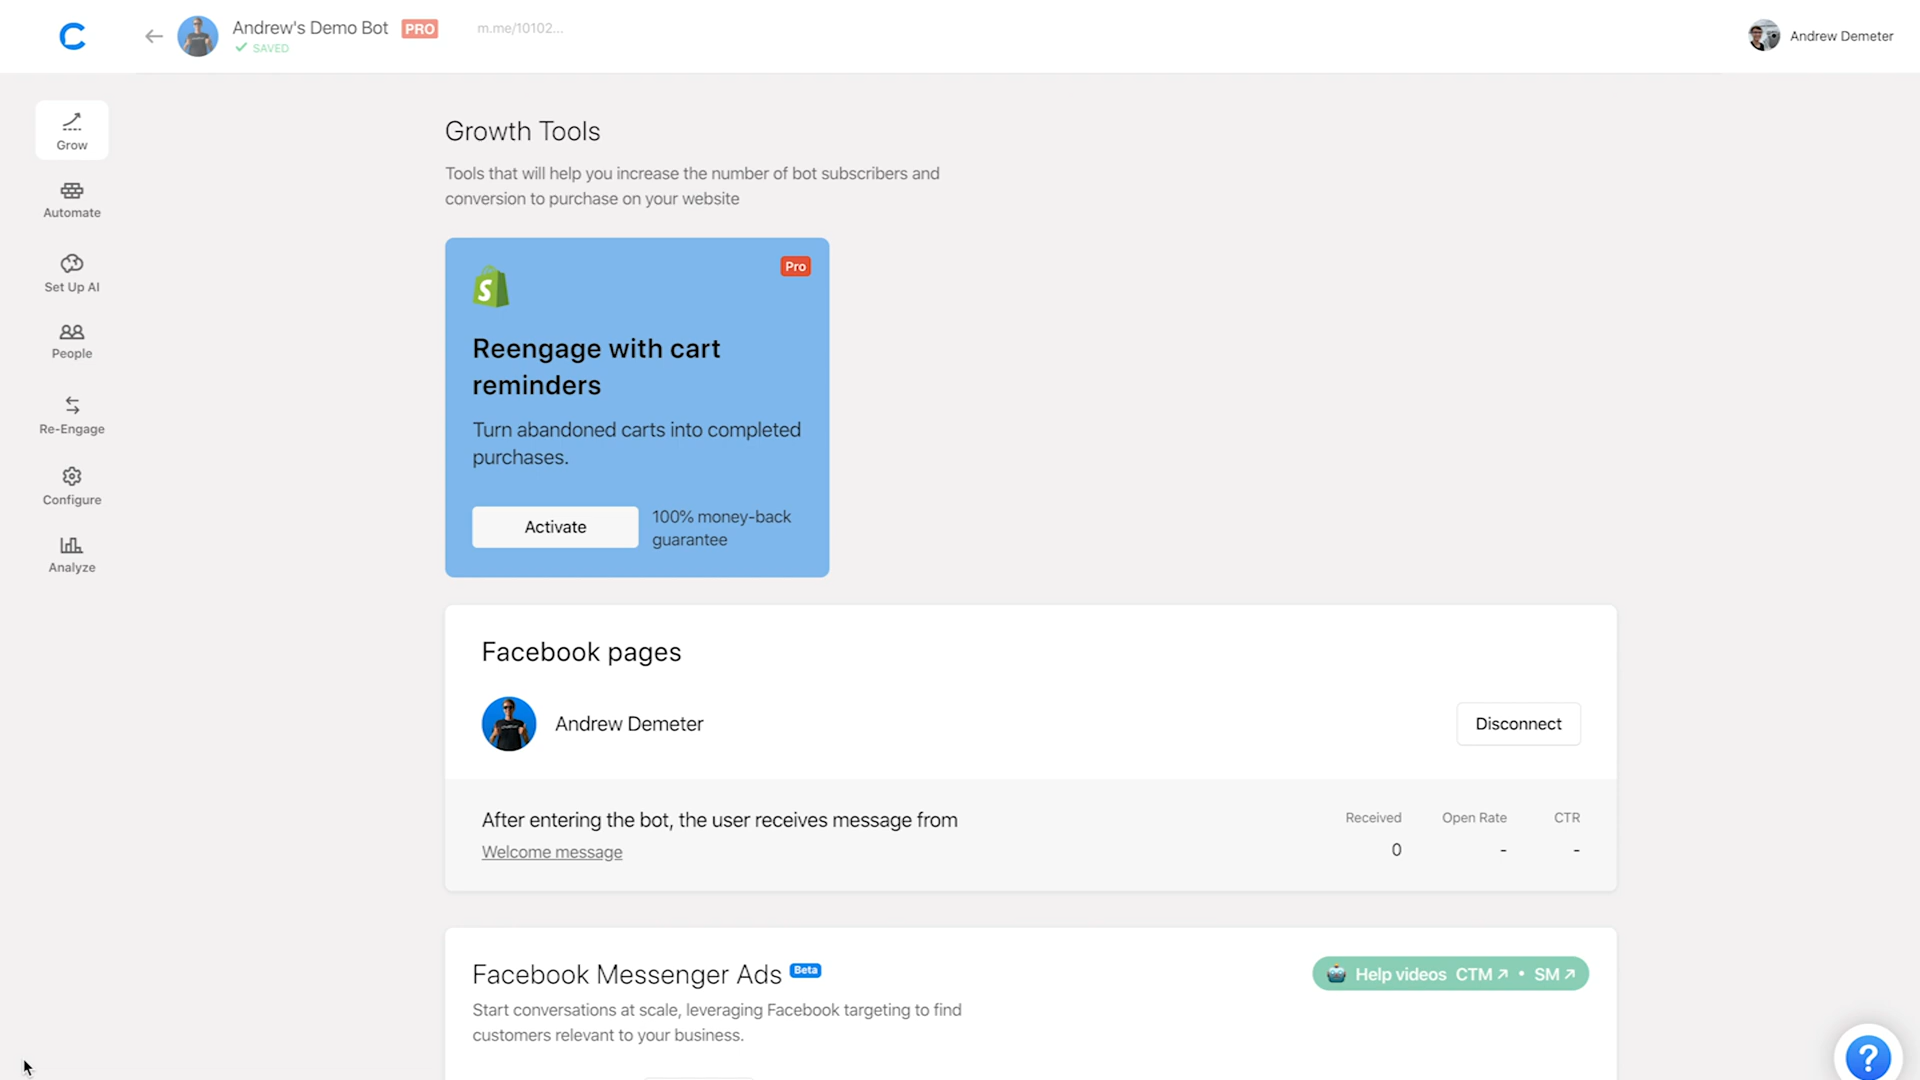 Andrew's Demo Bot PRO m.me/10102...
SAVED
Andrew Demeter
Grow
Automate
Set Up AI
People
Re-Engage
Configure
Analyze
Growth Tools
Tools that will help you increase the number of bot subscribers and
conversion to purchase on your website
Pro
Reengage with cart
reminders
Turn abandoned carts into completed
purchases.
Activate
100% money-back
guarantee
Facebook pages
Andrew Demeter
Disconnect
After entering the bot, the user receives message from
Welcome message
Received Open Rate CTR
0 - -
Facebook Messenger Ads Beta
Help videos CTM↗ • SM↗
Start conversations at scale, leveraging Facebook targeting to find
customers relevant to your business.
?